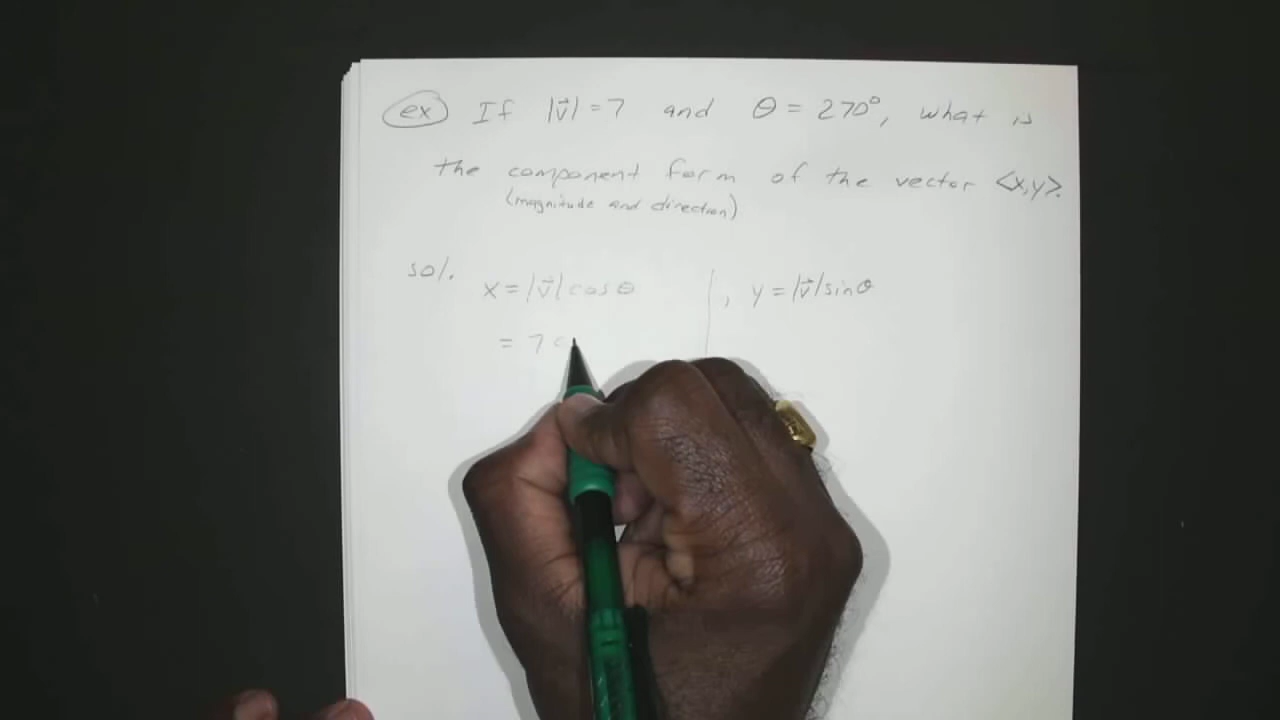 ex If |v⃗| = 7 and θ = 270°, what is
the component form of the vector <x,y>.
(magnitude and direction)
sol.
x = |v⃗| cos θ , y = |v⃗| sin θ
= 7 c